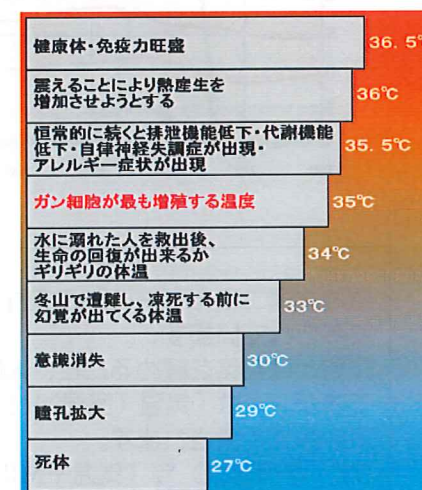 健康体・免疫力旺盛
36.5℃
震えることにより熱産生を
増加させようとする
36℃
恒常的に続くと排泄機能低下・代謝機能
低下・自律神経失調症が出現・
アレルギー症状が出現
35.5℃
ガン細胞が最も増殖する温度
35℃
水に溺れた人を救出後、
生命の回復が出来るか
ギリギリの体温
34℃
冬山で遭難し、凍死する前に
幻覚が出てくる体温
33℃
意識消失
30℃
瞳孔拡大
29℃
死体
27℃